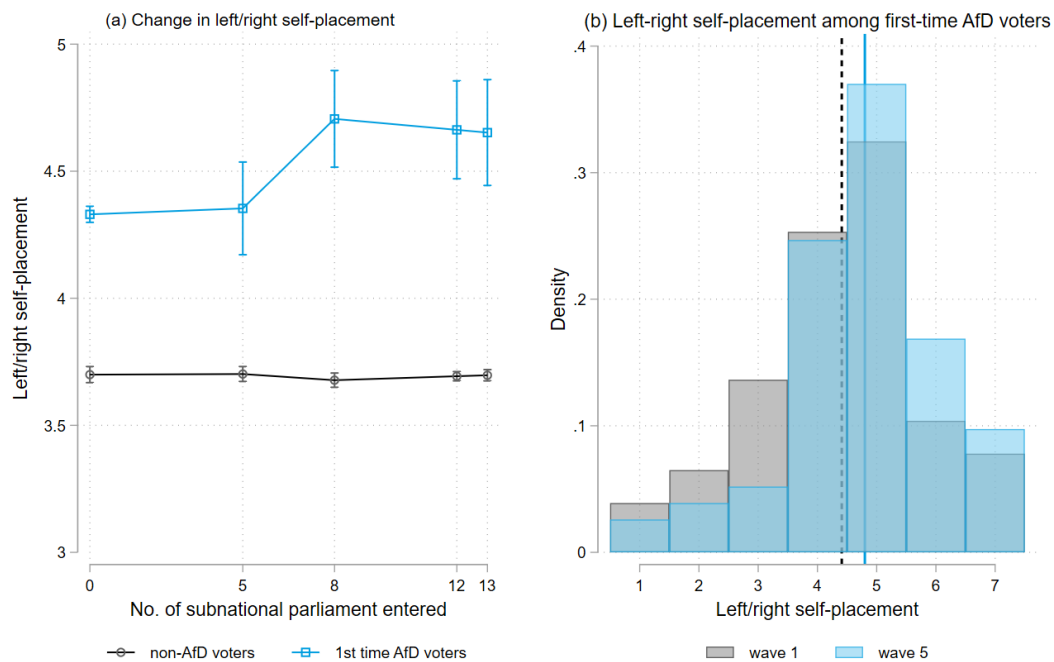 (a) Change in left/right self-placement
5
4.5
4
3.5
3
Left/right self-placement
0 5 8 12 13
No. of subnational parliament entered
non-AfD voters 1st time AfD voters
(b) Left-right self-placement among first-time AfD voters
.4
.3
.2
.1
0
Density
1 2 3 4 5 6 7
Left/right self-placement
wave 1 wave 5